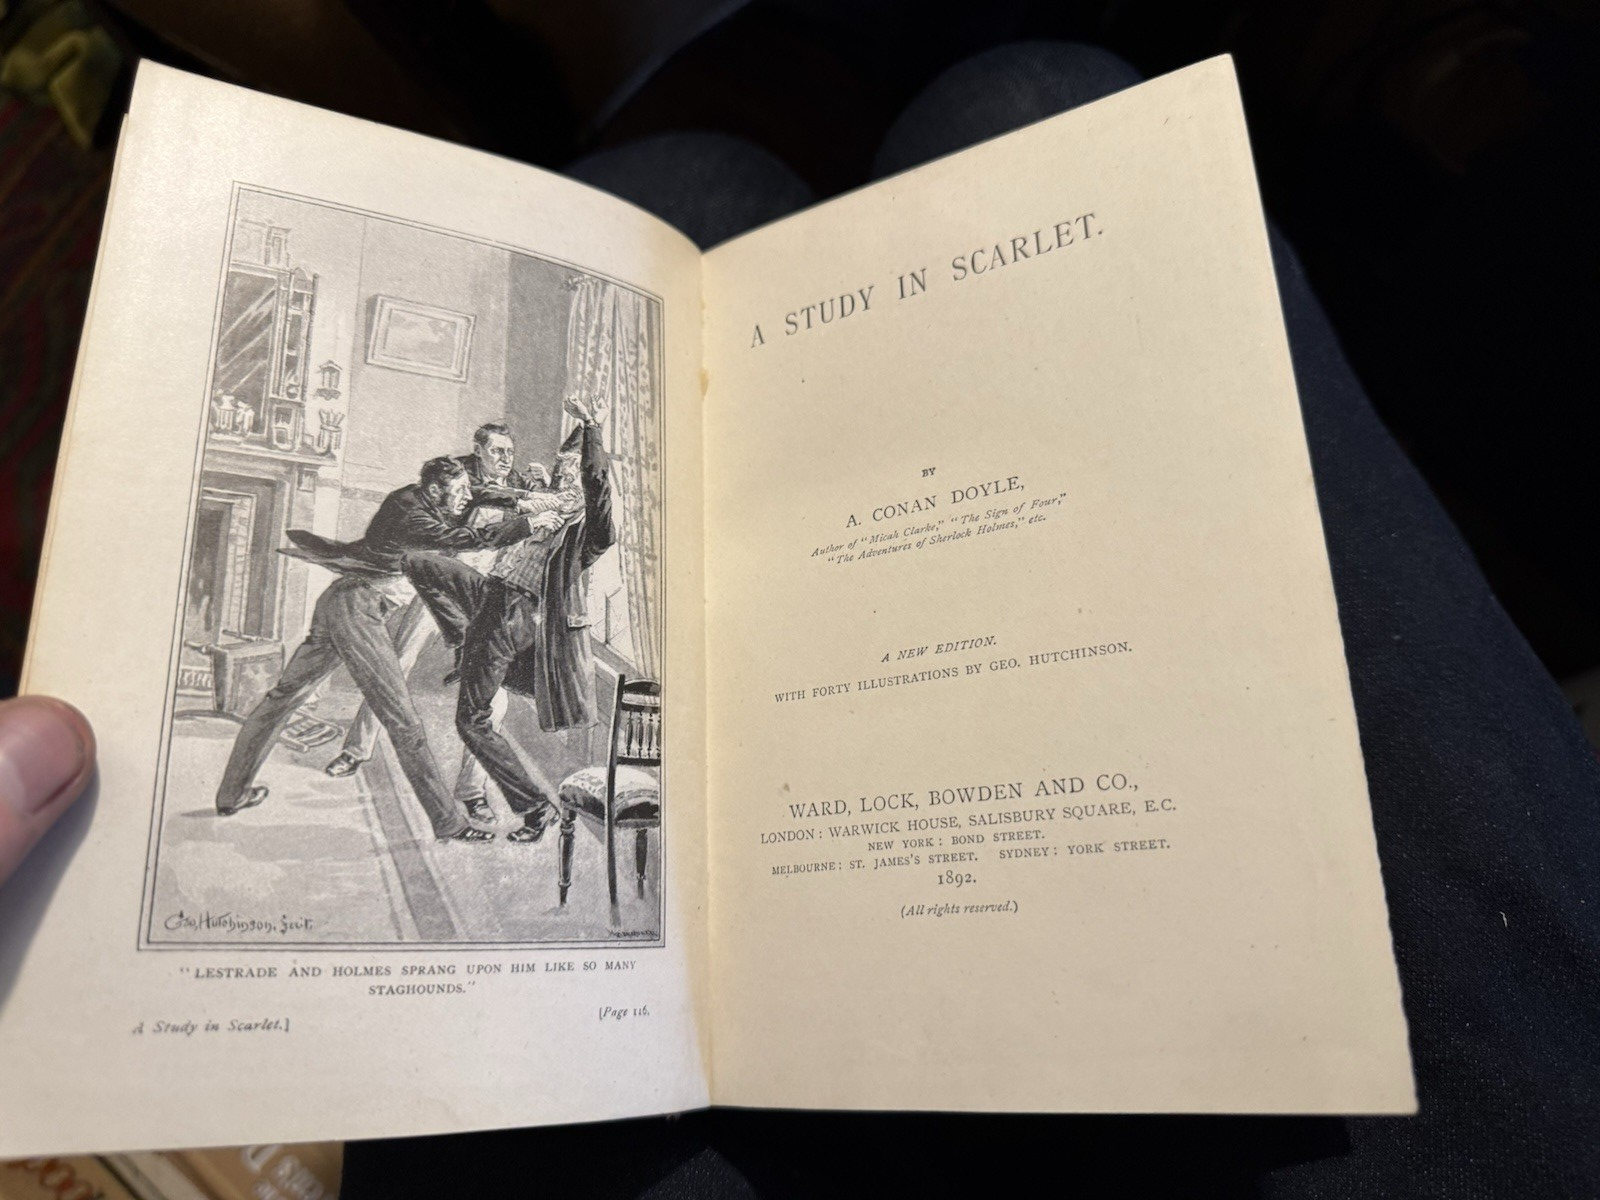 Geo. Hutchinson, Fecit.
"LESTRADE AND HOLMES SPRANG UPON HIM LIKE SO MANY
STAGHOUNDS."
A Study in Scarlet.]
[Page 116.
A STUDY IN SCARLET.
BY
A. CONAN DOYLE,
Author of "Micah Clarke," "The Sign of Four,"
"The Adventures of Sherlock Holmes," etc.
A NEW EDITION.
WITH FORTY ILLUSTRATIONS BY GEO. HUTCHINSON.
WARD, LOCK, BOWDEN AND CO.,
LONDON: WARWICK HOUSE, SALISBURY SQUARE, E.C.
NEW YORK: BOND STREET.
MELBOURNE: ST. JAMES'S STREET. SYDNEY: YORK STREET.
1892.
(All rights reserved.)